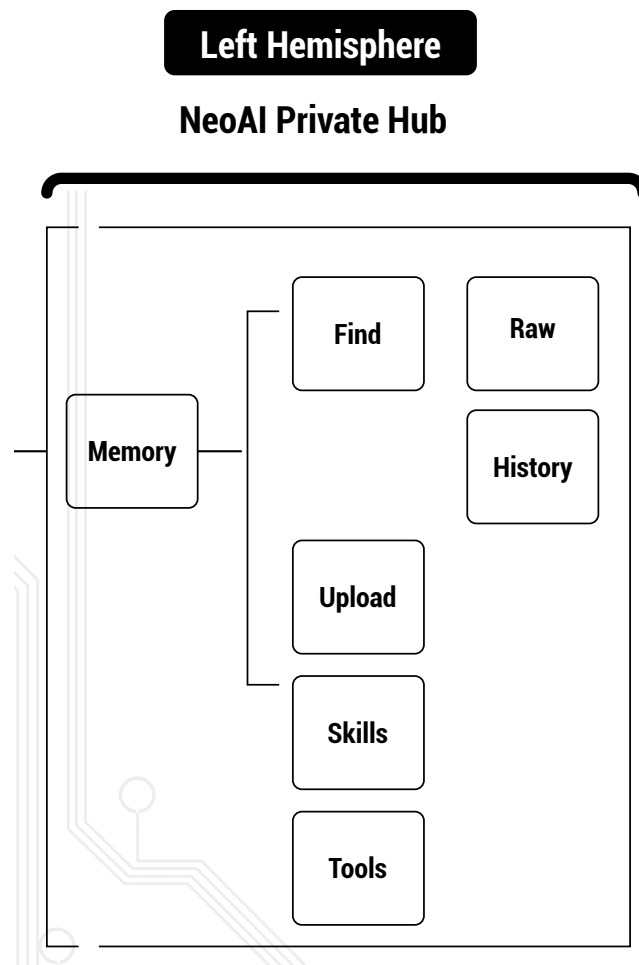 Left Hemisphere
NeoAI Private Hub
Find
Raw
Memory
History
Upload
Skills
Tools